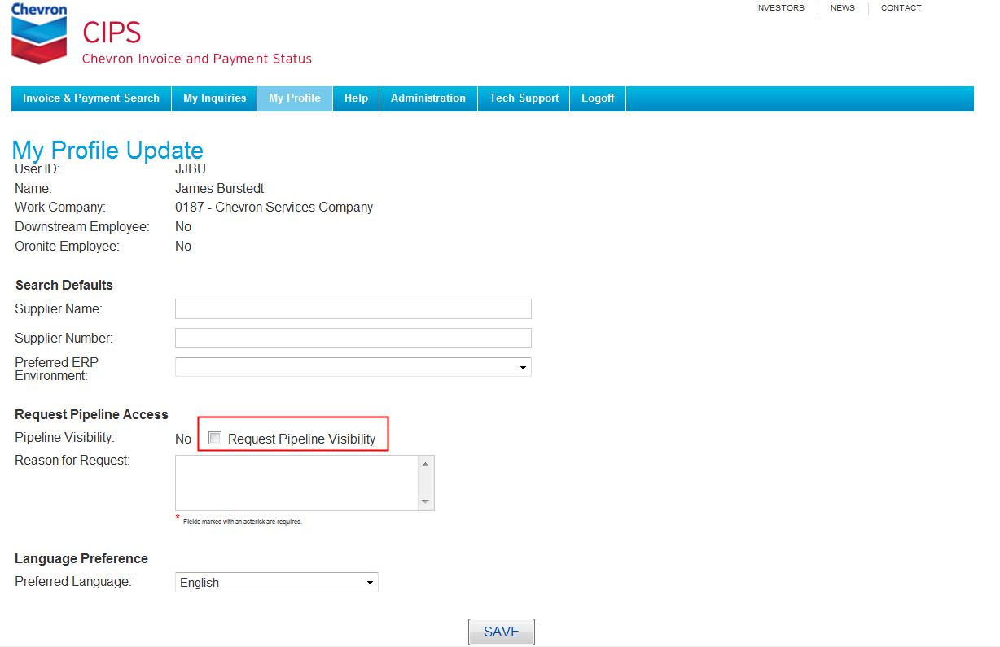 Chevron
INVESTORS NEWS CONTACT
CIPS
Chevron Invoice and Payment Status
Invoice & Payment Search My Inquiries My Profile Help Administration Tech Support Logoff
My Profile Update
User ID: JJBU
Name: James Burstedt
Work Company: 0187 - Chevron Services Company
Downstream Employee: No
Oronite Employee: No
Search Defaults
Supplier Name:
Supplier Number:
Preferred ERP
Environment:
Request Pipeline Access
Pipeline Visibility: No Request Pipeline Visibility
Reason for Request:
* Fields marked with an asterisk are required.
Language Preference
Preferred Language: English
SAVE